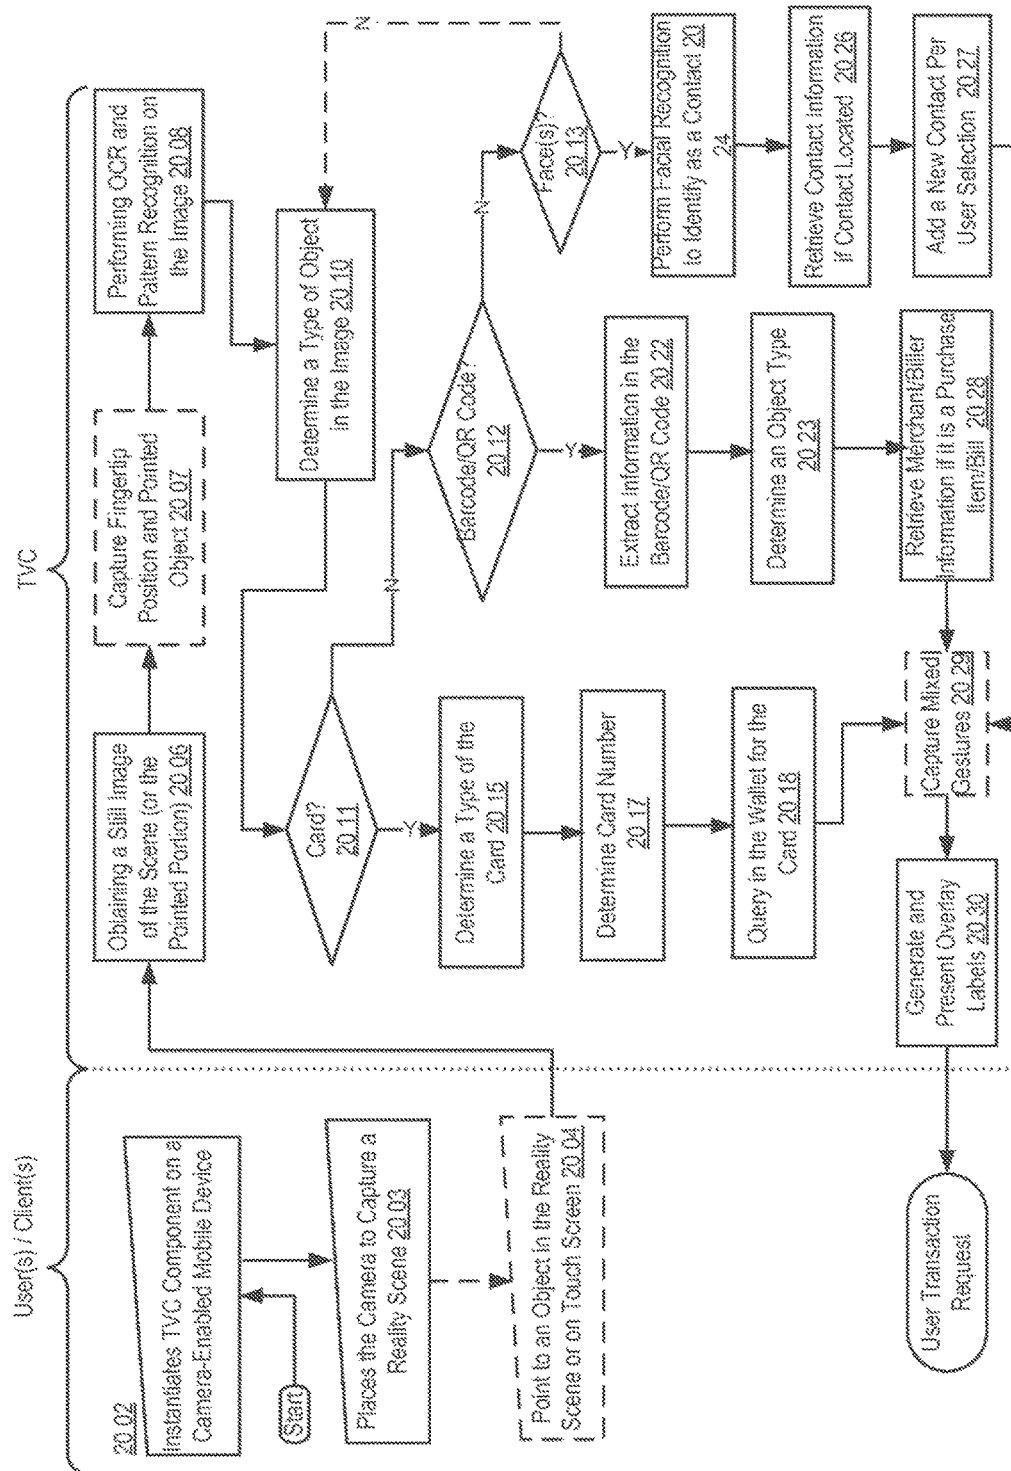 User(s) / Client(s)
TVC
20 02
Instantiates TVC Component on a
Camera-Enabled Mobile Device
Start
Places the Camera to Capture a
Reality Scene 20 03
Point to an Object in the Reality
Scene or on Touch Screen 20 04
Obtaining a Still Image
of the Scene (or the
Pointed Portion) 20 06
Capture Fingertip
Position and Pointed
Object 20 07
Performing OCR and
Pattern Recognition on
the Image 20 08
Determine a Type of Object
in the Image 20 10
Card?
20 11
N
Y
Determine a Type of the
Card 20 15
Determine Card Number
20 17
Query in the Wallet for the
Card 20 18
Barcode/QR Code?
20 12
N
Y
Extract Information in the
Barcode/QR Code 20 22
Determine an Object Type
20 23
Retrieve Merchant/Biller
Information if it is a Purchase
Item/Bill 20 28
Face(s)?
20 13
N
Y
Perform Facial Recognition
to Identify as a Contact 20
24
Retrieve Contact Information
if Contact Located 20 26
Add a New Contact Per
User Selection 20 27
Capture Mixed
Gestures 20 29
Generate and
Present Overlay
Labels 20 30
User Transaction
Request